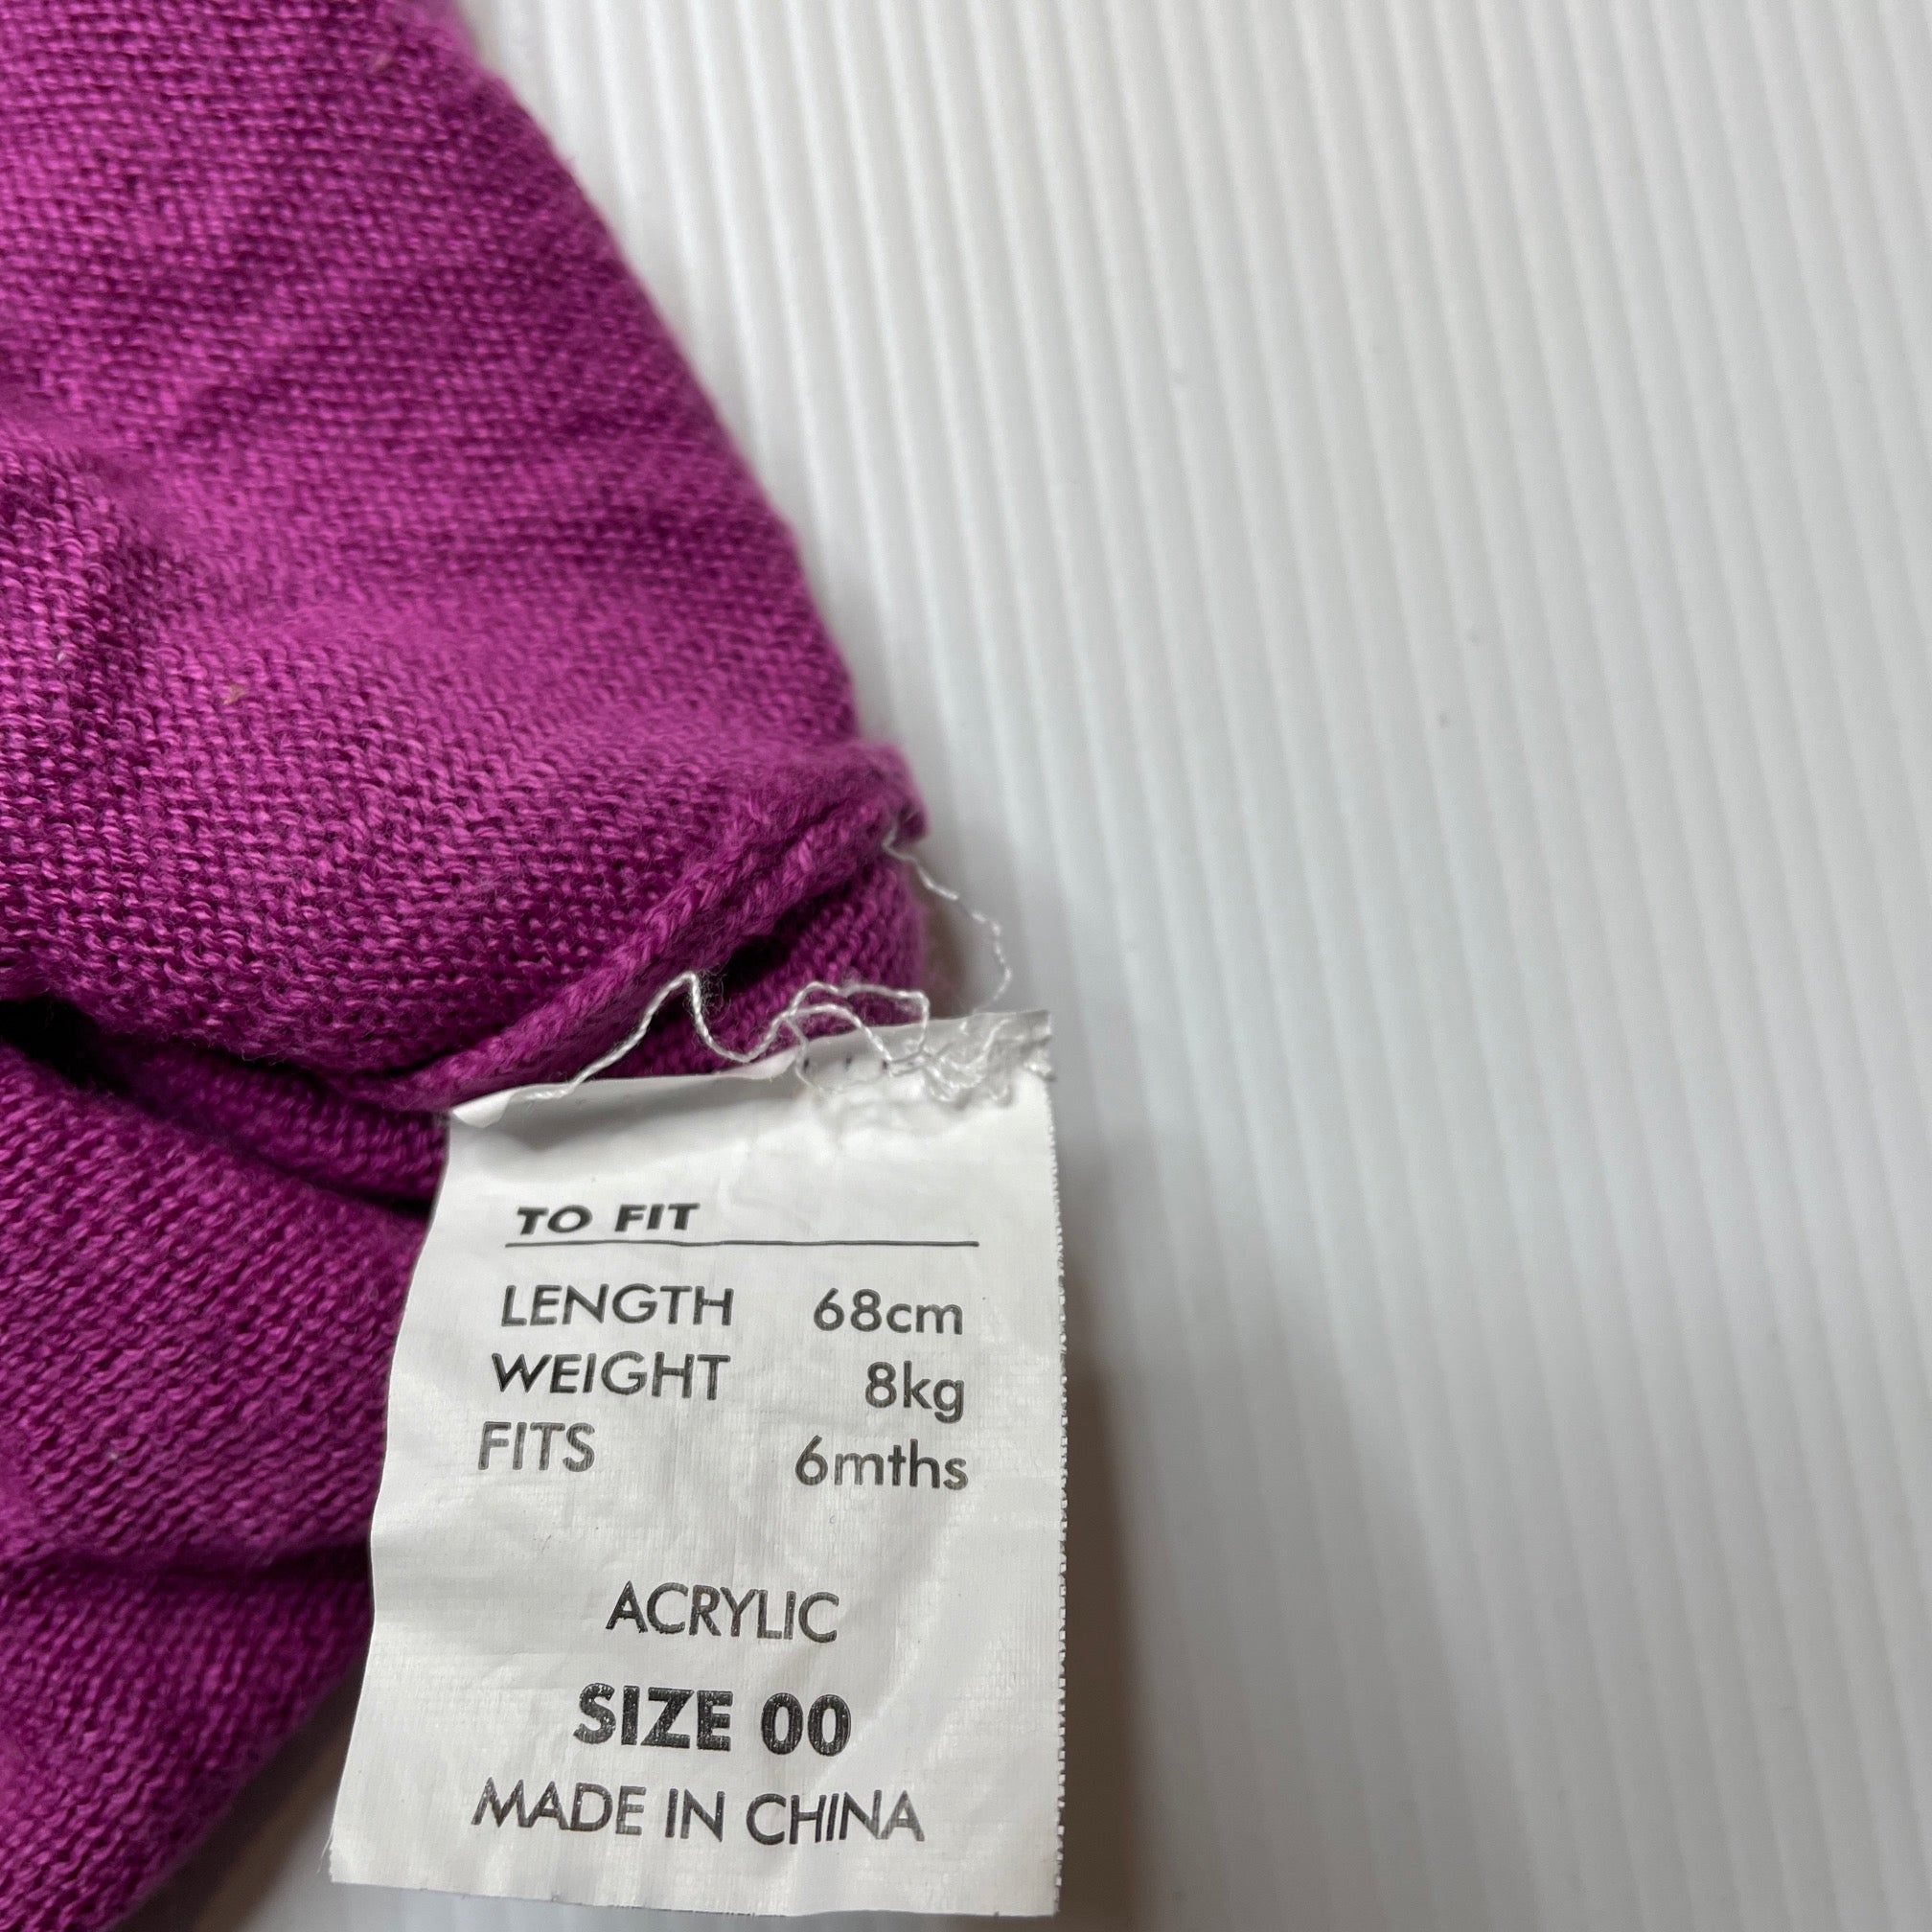 TO FIT
LENGTH 68cm
WEIGHT 8kg
FITS 6mths
ACRYLIC
SIZE 00
MADE IN CHINA